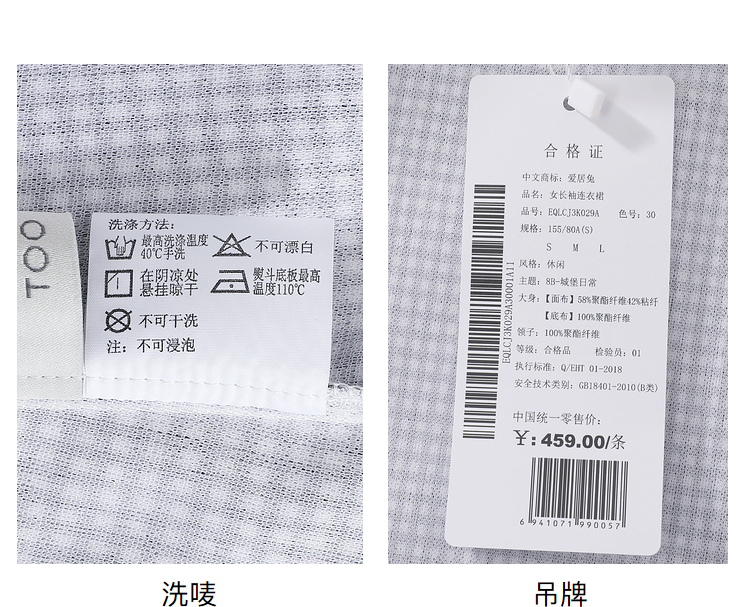 TOO
洗涤方法:
最高洗涤温度
40℃手洗
不可漂白
在阴凉处
悬挂晾干
熨斗底板最高
温度110℃
不可干洗
注: 不可浸泡
洗唛
合格证
中文商标: 爱居兔
品名: 女长袖连衣裙
品号: EQLCJ3K029A 色号: 30
规格: 155/80A(S)
S M L
风格: 休闲
主题: 8B-城堡日常
大身:【面布】58%聚酯纤维42%粘纤
【底布】100%聚酯纤维
领子: 100%聚酯纤维
等级: 合格品 检验员: 01
执行标准: Q/EHT 01-2018
安全技术类别: GB18401-2010(B类)
中国统一零售价:
¥: 459.00/条
6 941071 990057
EQLCJ3K029A30001A11
吊牌